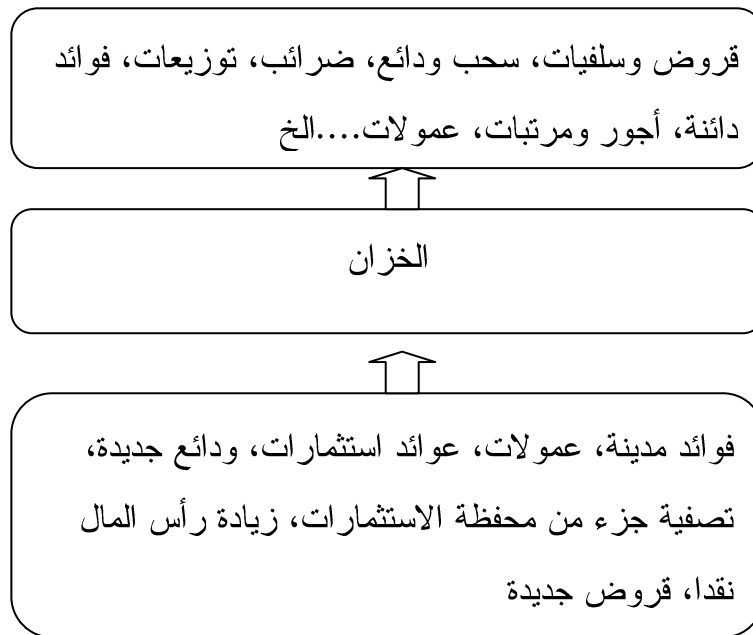 قروض وسلفيات، سحب ودائع، ضرائب، توزيعات، فوائد
دائنة، أجور ومرتبات، عمولات....الخ
الخزان
فوائد مدينة، عمولات، عوائد استثمارات، ودائع جديدة،
تصفية جزء من محفظة الاستثمارات، زيادة رأس المال
نقدا، قروض جديدة